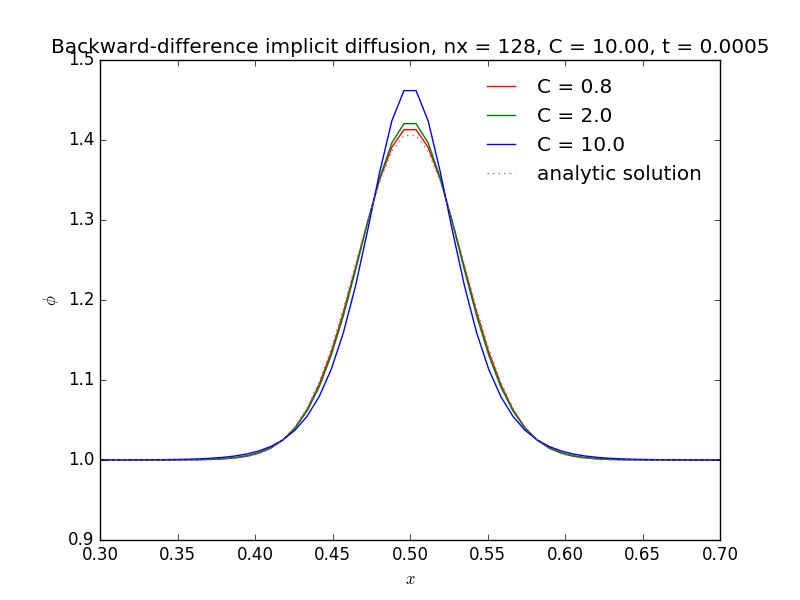 Backward-difference implicit diffusion, nx = 128, C = 10.00, t = 0.0005
C = 0.8
C = 2.0
C = 10.0
analytic solution
1.5
1.4
1.3
1.2
1.1
1.0
0.9
ϕ
0.30 0.35 0.40 0.45 0.50 0.55 0.60 0.65 0.70
x